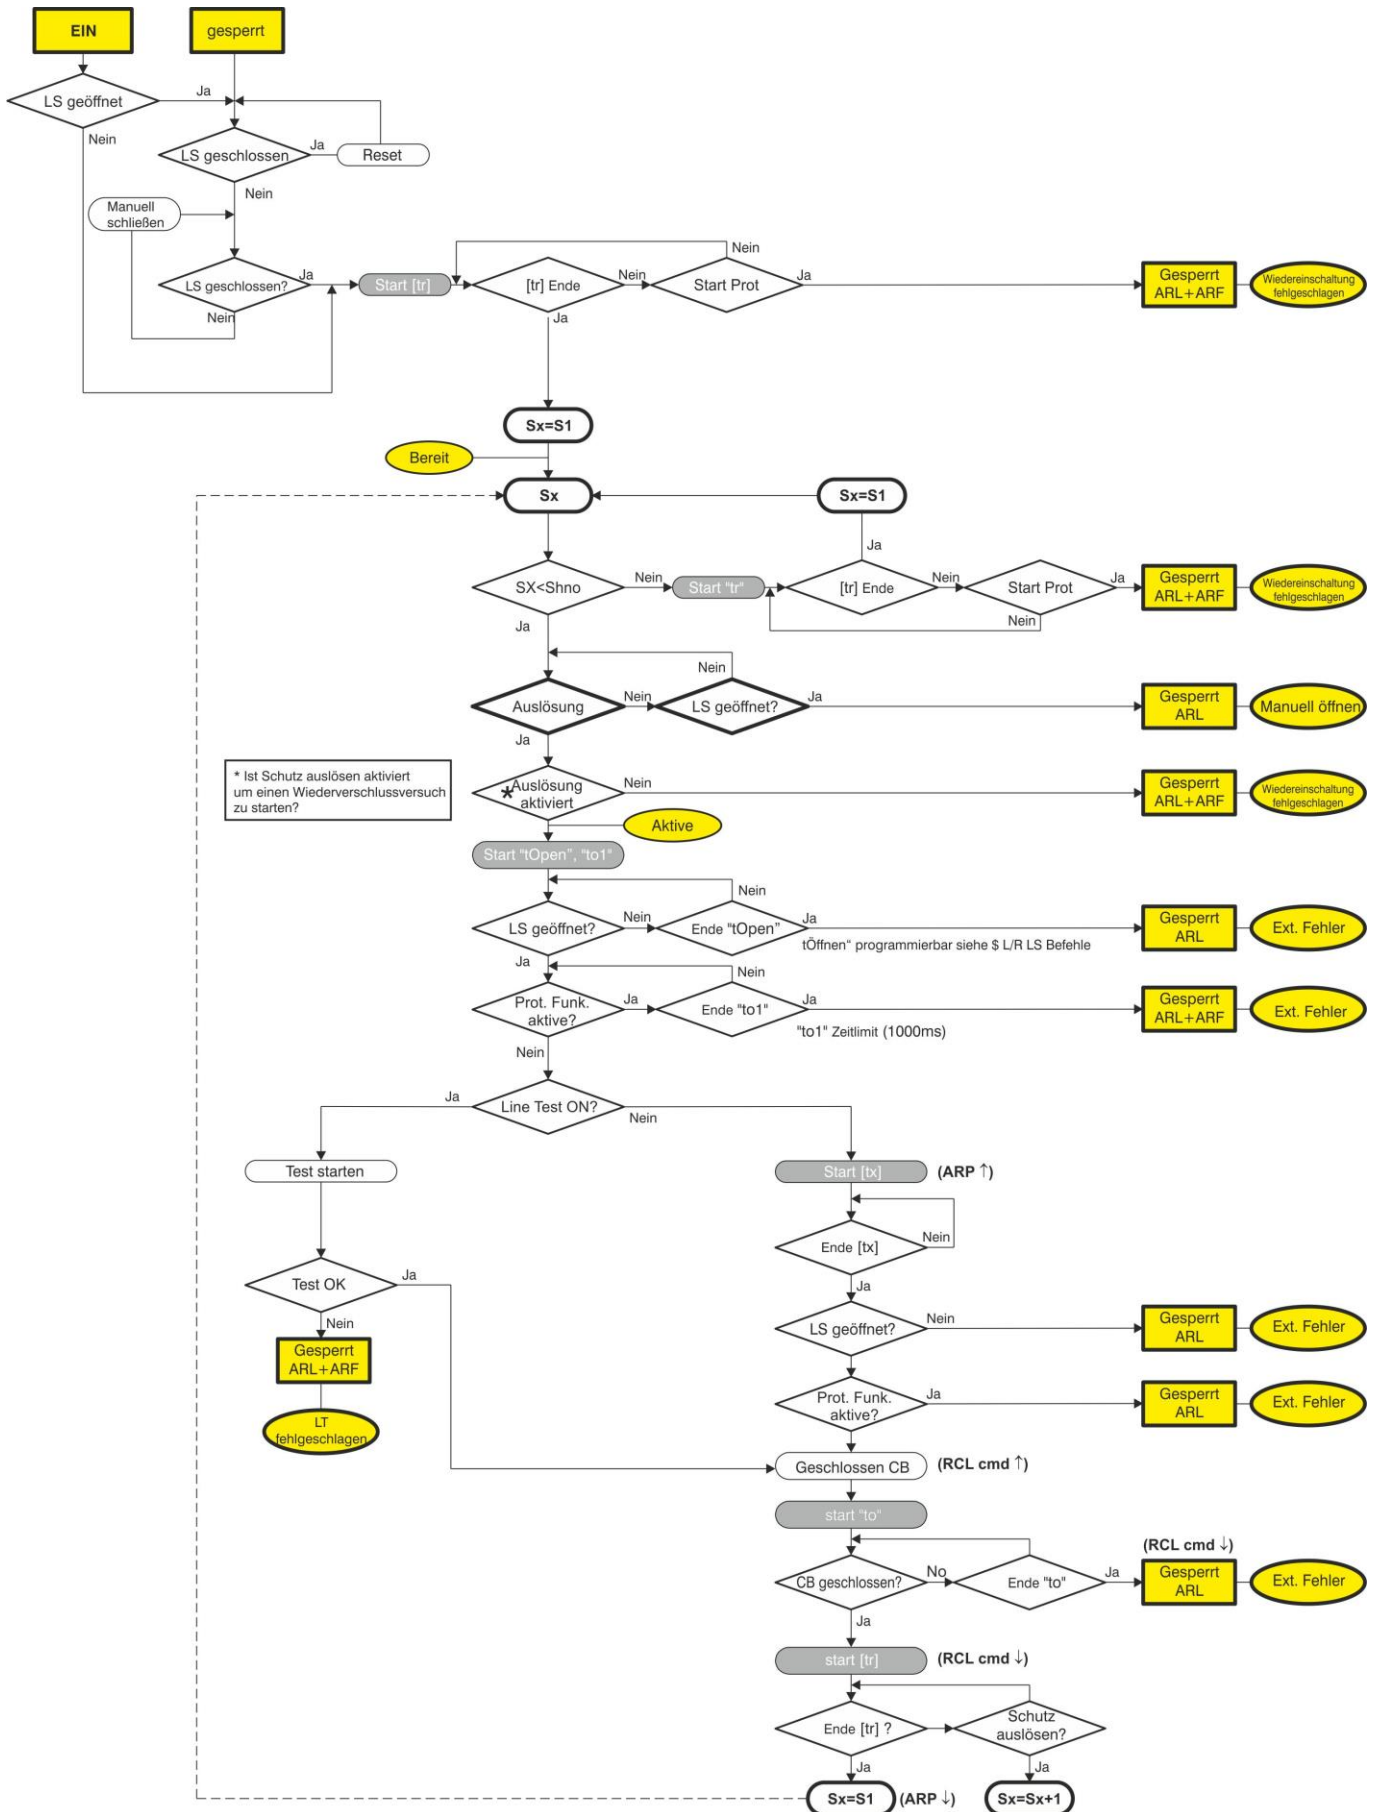 EIN
gesperrt
LS geöffnet
Ja
Nein
LS geschlossen
Ja
Reset
Nein
Manuell
schließen
LS geschlossen?
Ja
Nein
Start [tr]
[tr] Ende
Nein
Ja
Start Prot
Nein
Ja
Gesperrt
ARL+ARF
Wiedereinschaltung
fehlgeschlagen
Sx=S1
Bereit
Sx
Sx=S1
Ja
SX<Shno
Nein
Start "tr"
[tr] Ende
Nein
Start Prot
Ja
Nein
Gesperrt
ARL+ARF
Wiedereinschaltung
fehlgeschlagen
Ja
Nein
Auslösung
Nein
LS geöffnet?
Ja
Gesperrt
ARL
Manuell öffnen
Ja
* Ist Schutz auslösen aktiviert
um einen Wiederverschlussversuch
zu starten?
*Auslösung
aktiviert
Nein
Gesperrt
ARL+ARF
Wiedereinschaltung
fehlgeschlagen
Aktive
Start "tOpen", "to1"
Nein
LS geöffnet?
Nein
Ende "tOpen"
Ja
tÖffnen“ programmierbar siehe $ L/R LS Befehle
Gesperrt
ARL
Ext. Fehler
Ja
Nein
Prot. Funk.
aktive?
Ja
Ende "to1"
Ja
"to1" Zeitlimit (1000ms)
Gesperrt
ARL+ARF
Ext. Fehler
Nein
Ja
Line Test ON?
Nein
Test starten
Start [tx]
(ARP ↑)
Ende [tx]
Nein
Ja
Test OK
Ja
Nein
Gesperrt
ARL+ARF
LT
fehlgeschlagen
LS geöffnet?
Nein
Gesperrt
ARL
Ext. Fehler
Prot. Funk.
aktive?
Ja
Gesperrt
ARL
Ext. Fehler
Geschlossen CB
(RCL cmd ↑)
start "to"
CB geschlossen?
No
Ende "to"
Ja
(RCL cmd ↓)
Gesperrt
ARL
Ext. Fehler
Ja
start [tr]
(RCL cmd ↓)
Ende [tr] ?
Schutz
auslösen?
Ja
Ja
Sx=S1
(ARP ↓)
Sx=Sx+1